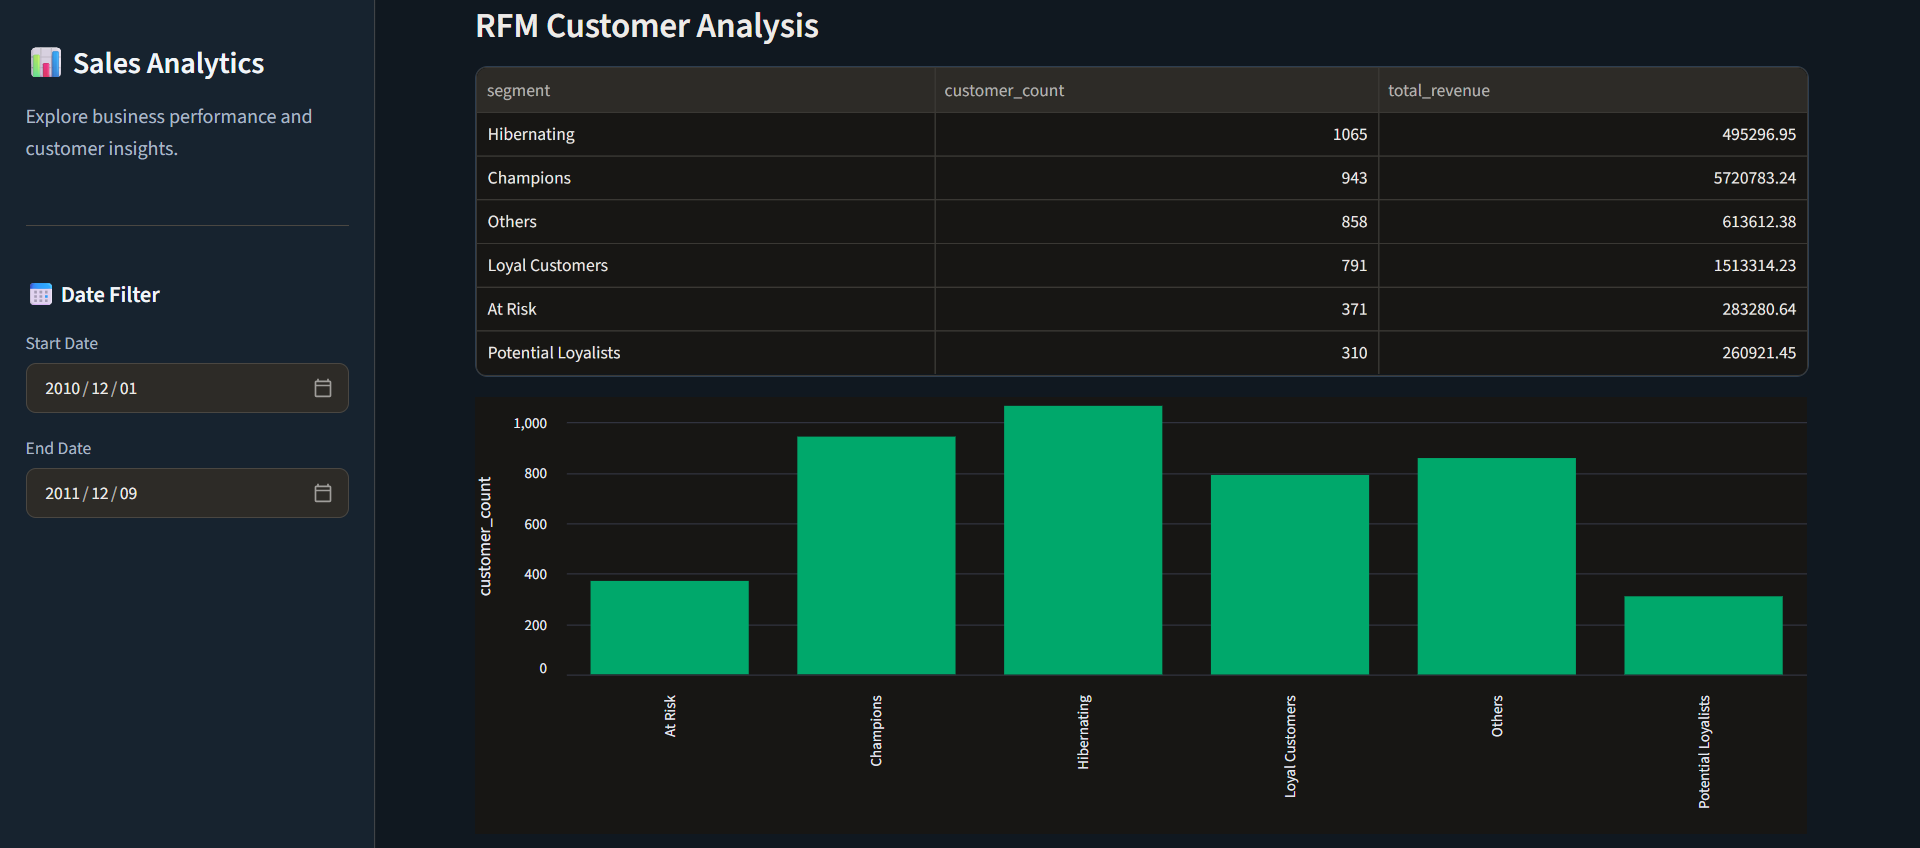 Sales Analytics
Explore business performance and
customer insights.
Date Filter
Start Date
2010/12/01
End Date
2011/12/09
RFM Customer Analysis
segment customer_count total_revenue
Hibernating 1065 495296.95
Champions 943 5720783.24
Others 858 613612.38
Loyal Customers 791 1513314.23
At Risk 371 283280.64
Potential Loyalists 310 260921.45
customer_count
1,000
800
600
400
200
0
At Risk
Champions
Hibernating
Loyal Customers
Others
Potential Loyalists